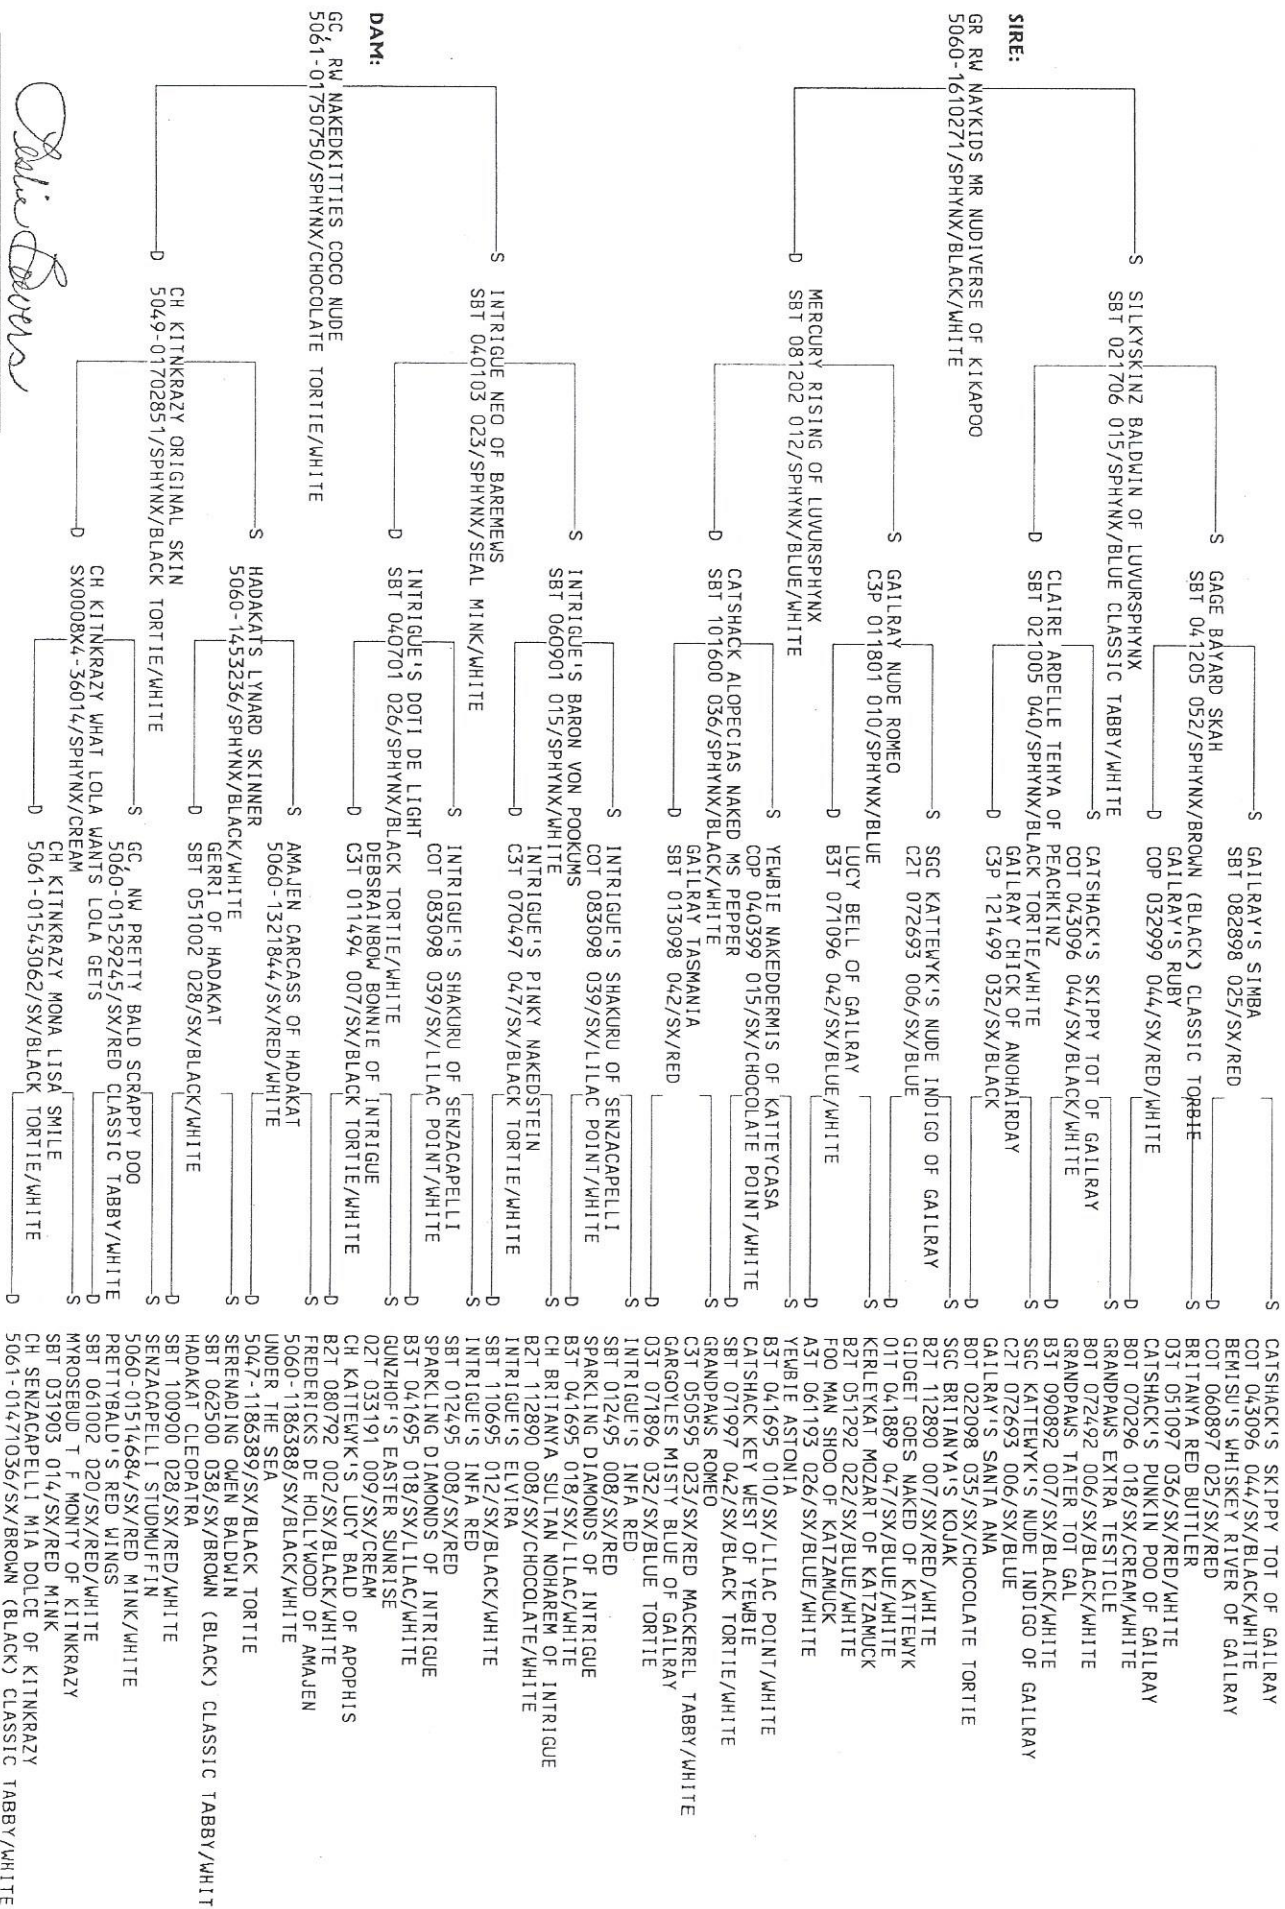 SIRE:
GR RW NAYKIDS MR NUDIVERSE OF KIKAPOO
5060-1610271/SPHYNX/BLACK/WHITE
S
SILKYSKINZ BALDWIN OF LUVURSPHYNX
SBT 021706 015/SPHYNX/BLUE CLASSIC TABBY/WHITE
D
MERCURY RISING OF LUVURSPHYNX
SBT 081202 012/SPHYNX/BLUE/WHITE
S
GAGE BAYARD SKAH
SBT 041205 052/SPHYNX/BROWN (BLACK) CLASSIC TORBIE
D
CLAIRE ARDELLE TEHYA OF PEACHKINZ
SBT 021005 040/SPHYNX/BLACK TORTIE/WHITE
S
GAILRAY NUDE ROMEO
C3P 011801 010/SPHYNX/BLUE
D
CATSHACK ALOPECIAS NAKED MS PEPPER
SBT 101600 036/SPHYNX/BLACK/WHITE
S
GAILRAY'S SIMBA
SBT 082898 025/SX/RED
D
GAILRAY'S RUBY
COP 032999 044/SX/RED/WHITE
S
CATSHACK'S SKIPPY TOT OF GAILRAY
COT 043096 044/SX/BLACK/WHITE
D
GAILRAY CHICK OF ANOHAIRDAY
C3P 121499 032/SX/BLACK
S
SGC KATTEWYK'S NUDE INDIGO OF GAILRAY
C2T 072693 006/SX/BLUE
D
LUCY BELL OF GAILRAY
B3T 071096 042/SX/BLUE/WHITE
S
YEWBIE NAKEDDERMIS OF KATTEYCASA
COP 040399 015/SX/CHOCOLATE POINT/WHITE
D
GAILRAY TASMANIA
SBT 013098 042/SX/RED
S
CATSHACK'S SKIPPY TOT OF GAILRAY
COT 043096 044/SX/BLACK/WHITE
D
BEMISU'S WHISKEY RIVER OF GAILRAY
COT 060897 025/SX/RED
S
BRITANYA RED BUTTLER
O3T 051097 036/SX/RED/WHITE
D
CATSHACK'S PUNKIN POO OF GAILRAY
BOT 070296 018/SX/CREAM/WHITE
S
GRANDPAWS EXTRA TESTICLE
BOT 072492 006/SX/BLACK/WHITE
D
GRANDPAWS TATER TOT GAL
B3T 090892 007/SX/BLACK/WHITE
S
SGC KATTEWYK'S NUDE INDIGO OF GAILRAY
C2T 072693 006/SX/BLUE
D
GAILRAY'S SANTA ANA
BOT 022098 035/SX/CHOCOLATE TORTIE
S
SGC BRITANYA'S KOJAK
B2T 112890 007/SX/RED/WHITE
D
GIDGET GOES NAKED OF KATTEWYK
O1T 041889 047/SX/BLUE/WHITE
S
KERLEYKAT MOZART OF KATZAMUCK
B2T 051292 022/SX/BLUE/WHITE
D
FOO MAN SHOO OF KATZAMUCK
A3T 061193 026/SX/BLUE/WHITE
S
YEWBIE ASTONIA
B3T 041695 010/SX/LILAC POINT/WHITE
D
CATSHACK KEY WEST OF YEWBIE
SBT 071997 042/SX/BLACK TORTIE/WHITE
S
GRANDPAWS ROMEO
C3T 050595 023/SX/RED MACKEREL TABBY/WHITE
D
GARGOYLES MISTY BLUE OF GAILRAY
O3T 071896 032/SX/BLUE TORTIE
DAM:
GC, RW NAKEDKITTIES COCO NUDE
5061-01750750/SPHYNX/CHOCOLATE TORTIE/WHITE
S
INTRIGUE NEO OF BAREMEWS
SBT 040103 023/SPHYNX/SEAL MINK/WHITE
D
CH KITNKRAZY ORIGINAL SKIN
5049-01702851/SPHYNX/BLACK TORTIE/WHITE
S
INTRIGUE'S BARON VON POOKUMS
SBT 060901 015/SPHYNX/WHITE
D
INTRIGUE'S DOTI DE LIGHT
SBT 040701 026/SPHYNX/BLACK TORTIE/WHITE
S
HADAKATS LYNARD SKINNER
5060-1453236/SPHYNX/BLACK/WHITE
D
CH KITNKRAZY WHAT LOLA WANTS LOLA GETS
SX0008X4-36014/SPHYNX/CREAM
S
INTRIGUE'S SHAKURU OF SENZACAPELLI
COT 083098 039/SX/LILAC POINT/WHITE
D
INTRIGUE'S PINKY NAKEDSTEIN
C3T 070497 047/SX/BLACK TORTIE/WHITE
S
INTRIGUE'S SHAKURU OF SENZACAPELLI
COT 083098 039/SX/LILAC POINT/WHITE
D
DEBSRAINBOW BONNIE OF INTRIGUE
C3T 011494 007/SX/BLACK TORTIE/WHITE
S
AMAJEN CARCASS OF HADAKAT
5060-1321844/SX/RED/WHITE
D
GERRI OF HADAKAT
SBT 051002 028/SX/BLACK/WHITE
S
GC, NW PRETTY BALD SCRAPPY DOO
5060-01529245/SX/RED CLASSIC TABBY/WHITE
D
CH KITNKRAZY MONA LISA SMILE
5061-01543062/SX/BLACK TORTIE/WHITE
S
INTRIGUE'S INFA RED
SBT 012495 008/SX/RED
D
SPARKLING DIAMONDS OF INTRIGUE
B3T 041695 018/SX/LILAC/WHITE
S
CH BRITANYA SULTAN NOHAREM OF INTRIGUE
B2T 112890 008/SX/CHOCOLATE/WHITE
D
INTRIGUE'S ELVIRA
SBT 110695 012/SX/BLACK/WHITE
S
INTRIGUE'S INFA RED
SBT 012495 008/SX/RED
D
SPARKLING DIAMONDS OF INTRIGUE
B3T 041695 018/SX/LILAC/WHITE
S
GUNZHOF'S EASTER SUNRISE
O2T 033191 009/SX/CREAM
D
CH KATTEWYK'S LUCY BALD OF APOPHIS
B2T 080792 002/SX/BLACK/WHITE
S
FREDERICKS DE HOLLYWOOD OF AMAJEN
5060-1186388/SX/BLACK/WHITE
D
UNDER THE SEA
5047-1186389/SX/BLACK TORTIE
S
SERENADING OWEN BALDWIN
SBT 062500 038/SX/BROWN (BLACK) CLASSIC TABBY/WHIT
D
HADAKAT CLEOPATRA
SBT 100900 028/SX/RED/WHITE
S
SENZACAPELLI STUDMUFFIN
5060-01514684/SX/RED MINK/WHITE
D
PRETTYBALD'S RED WINGS
SBT 061002 020/SX/RED/WHITE
S
MYROSEBUD T F MONTY OF KITNKRAZY
SBT 031903 014/SX/RED MINK
D
CH SENZACAPELLI MIA DOLCE OF KITNKRAZY
5061-01471036/SX/BROWN (BLACK) CLASSIC TABBY/WHITE
Leslie Bowers